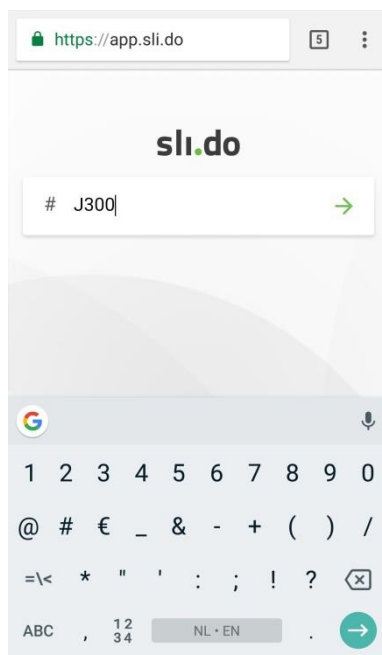 https://app.sli.do 5
sli.do
# J300
G
1 2 3 4 5 6 7 8 9 0
@ # € _ & - + ( ) /
=\< * " ' : ; ! ?
ABC , 12 34 NL • EN .